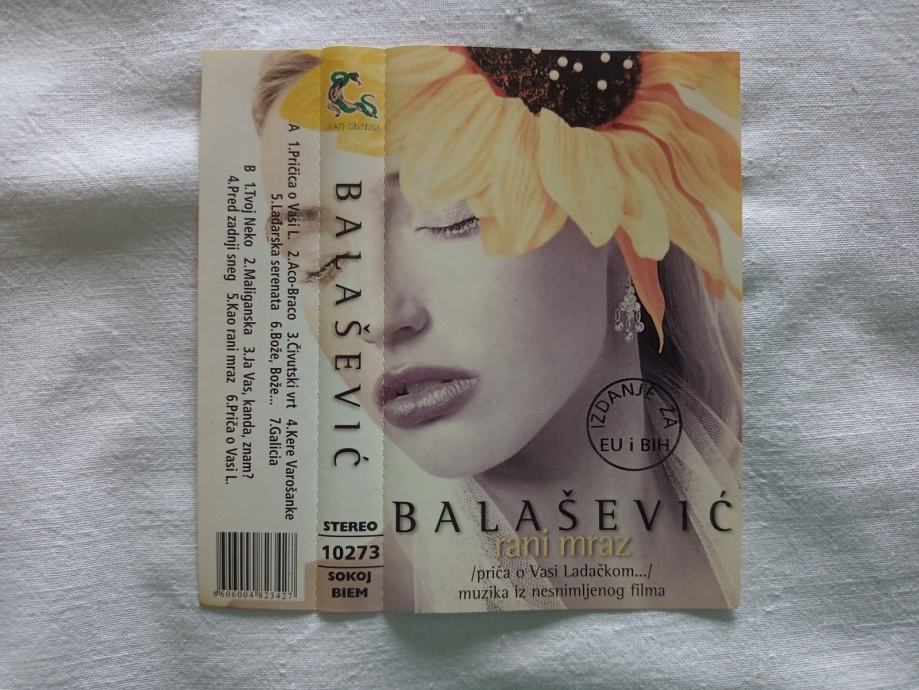 A 1.Pričica o Vasi L. 2.Aco-Braco 3.Čivutski vrt 4.Kere Varošanke
5.Lađarska serenata 6.Bože, Bože... 7.Galicia
B 1.Tvoj Neko 2.Maliganska 3.Ja Vas, kanda, znam?
4.Pred zadnji sneg 5.Kao rani mraz 6.Priča o Vasi L.
8606004823427
BALAŠEVIĆ
STEREO
10273
SOKOJ
BIEM
IZDANJE ZA
EU i BIH
BALAŠEVIĆ
rani mraz
/priča o Vasi Ladačkom.../
muzika iz nesnimljenog filma